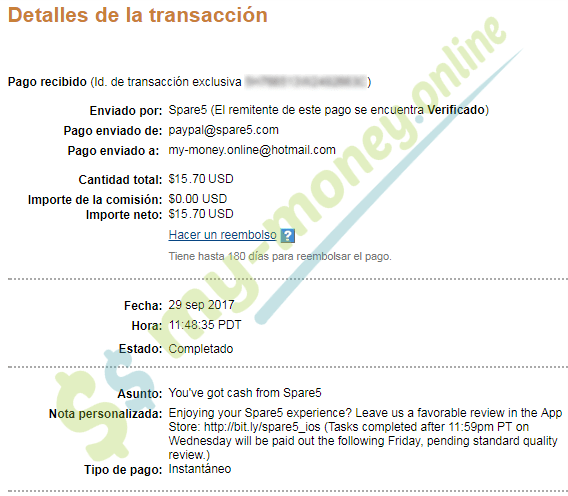 Detalles de la transacción
Pago recibido (Id. de transacción exclusiva )
Enviado por: Spare5 (El remitente de este pago se encuentra Verificado)
Pago enviado de: paypal@spare5.com
Pago enviado a: my-money.online@hotmail.com
Cantidad total: $15.70 USD
Importe de la comisión: $0.00 USD
Importe neto: $15.70 USD
Hacer un reembolso ?
Tiene hasta 180 días para reembolsar el pago.
Fecha: 29 sep 2017
Hora: 11:48:35 PDT
Estado: Completado
Asunto: You've got cash from Spare5
Nota personalizada: Enjoying your Spare5 experience? Leave us a favorable review in the App
Store: http://bit.ly/spare5_ios (Tasks completed after 11:59pm PT on
Wednesday will be paid out the following Friday, pending standard quality
review.)
Tipo de pago: Instantáneo
$$ my-money.online